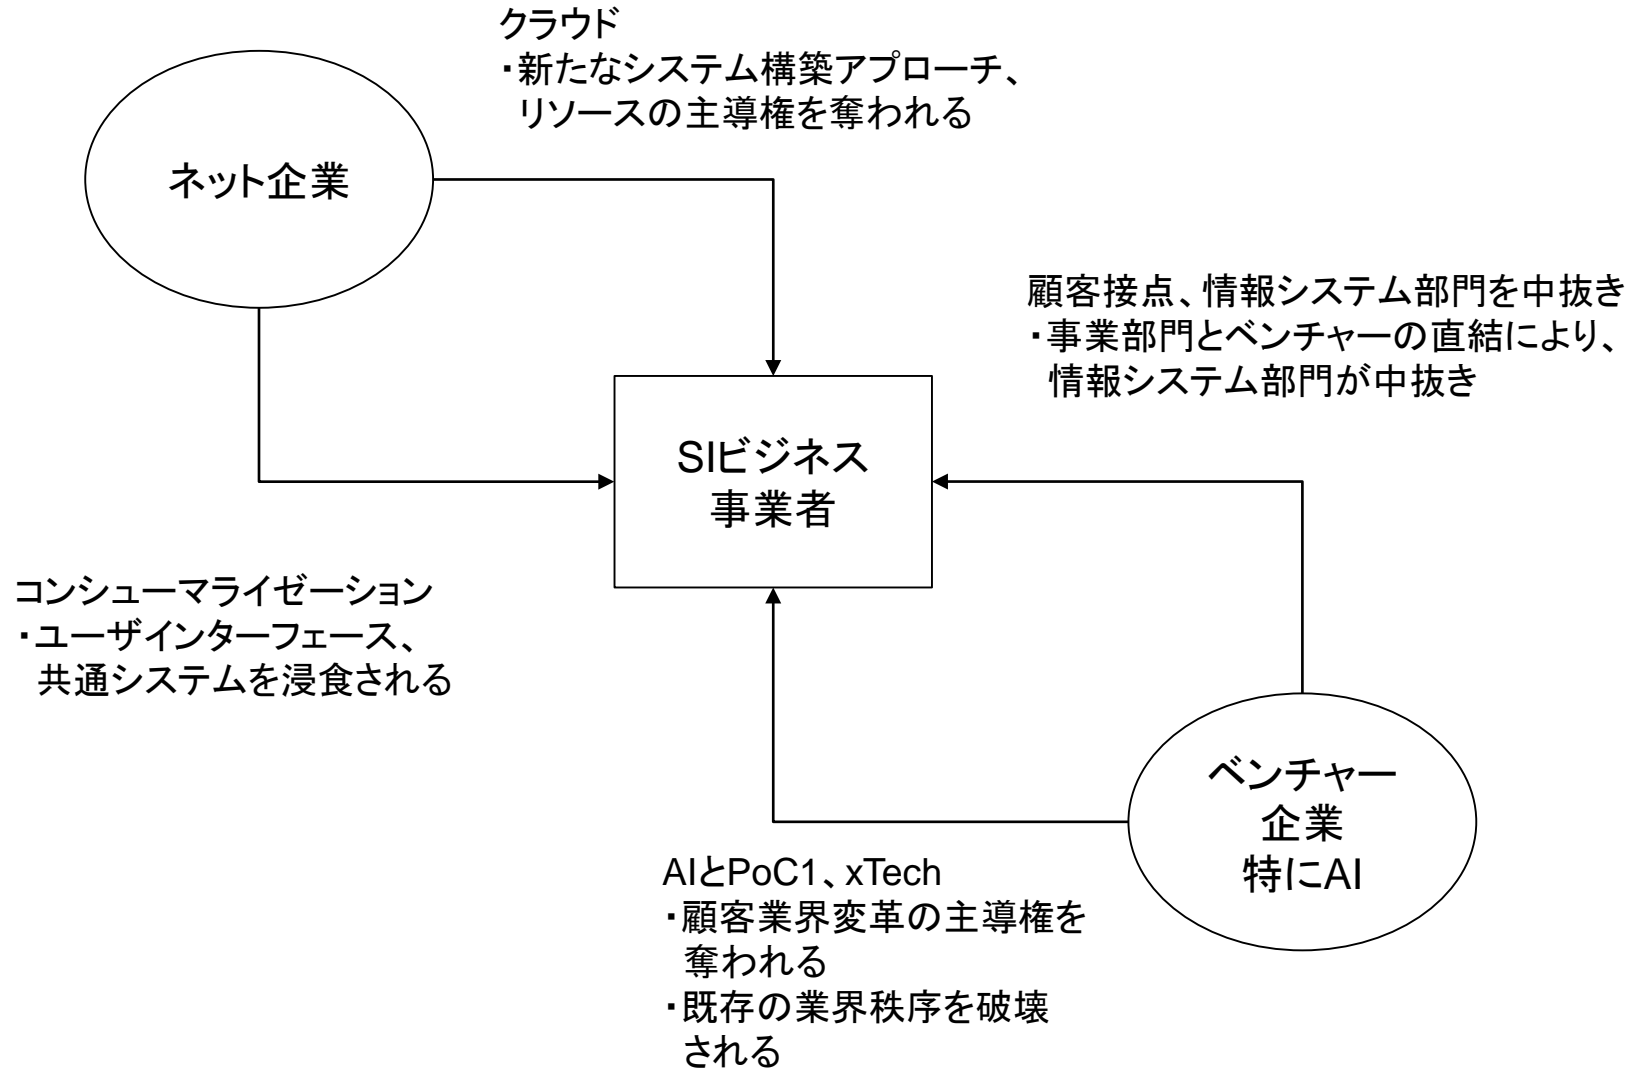 クラウド
・新たなシステム構築アプローチ、
リソースの主導権を奪われる
ネット企業
顧客接点、情報システム部門を中抜き
・事業部門とベンチャーの直結により、
情報システム部門が中抜き
SIビジネス
事業者
コンシューマライゼーション
・ユーザインターフェース、
共通システムを浸食される
ベンチャー
企業
特にAI
AIとPoC1、xTech
・顧客業界変革の主導権を
奪われる
・既存の業界秩序を破壊
される